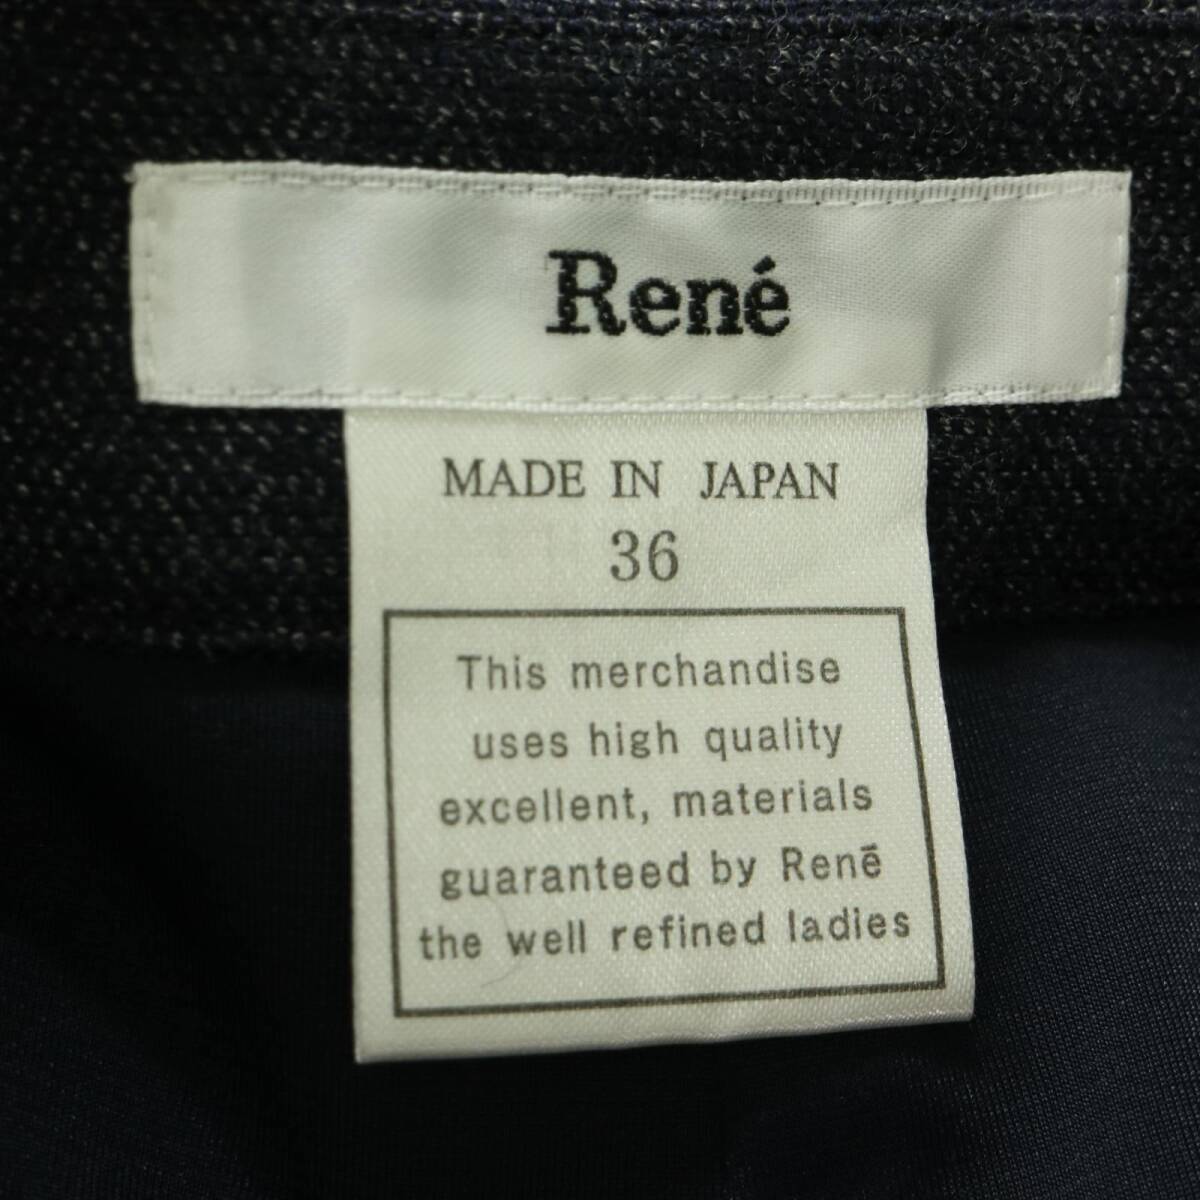 René
MADE IN JAPAN
36
This merchandise
uses high quality
excellent, materials
guaranteed by Renē
the well refined ladies